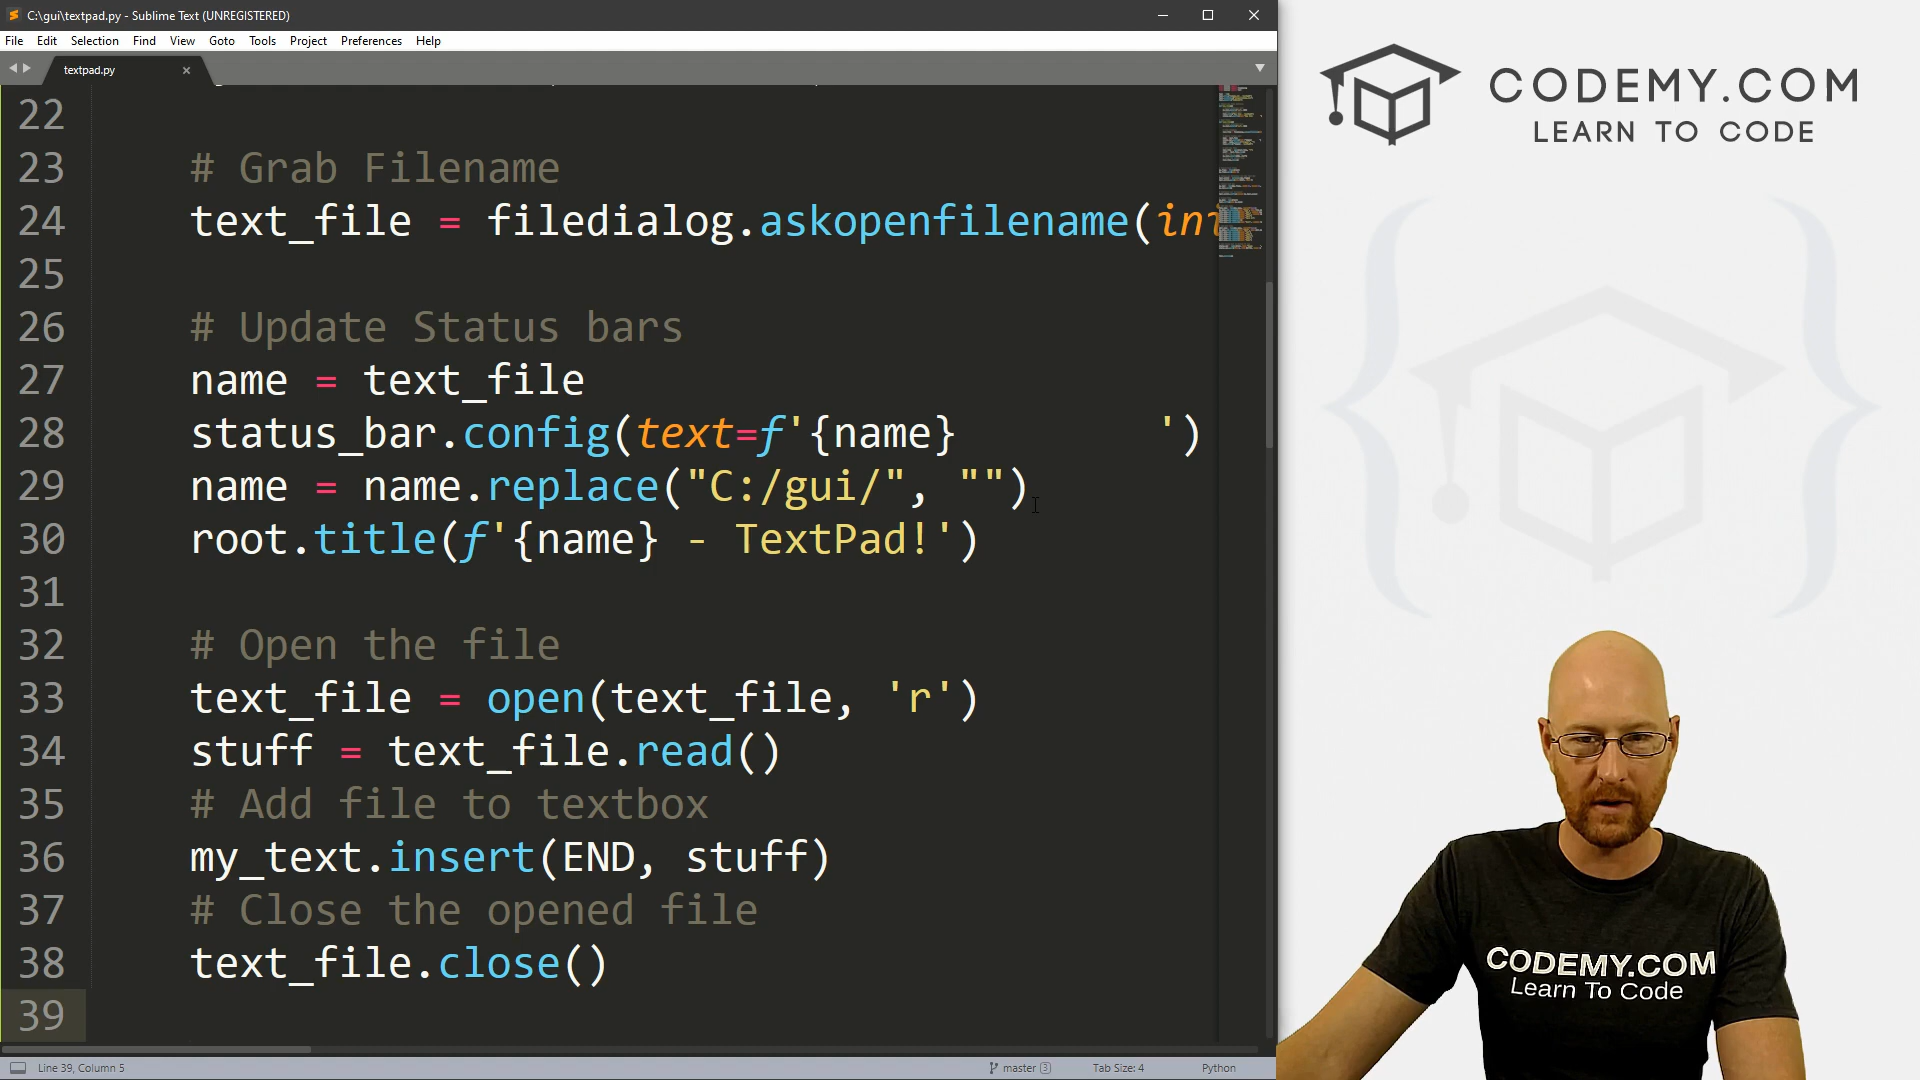 C:\gui\textpad.py - Sublime Text (UNREGISTERED)
File Edit Selection Find View Goto Tools Project Preferences Help
textpad.py
22
23 # Grab Filename
24 text_file = filedialog.askopenfilename(ini
25
26 # Update Status bars
27 name = text_file
28 status_bar.config(text=f'{name}        ')
29 name = name.replace("C:/gui/", "")
30 root.title(f'{name} - TextPad!')
31
32 # Open the file
33 text_file = open(text_file, 'r')
34 stuff = text_file.read()
35 # Add file to textbox
36 my_text.insert(END, stuff)
37 # Close the opened file
38 text_file.close()
39
Line 39, Column 5
master 3
Tab Size: 4
Python
CODEMY.COM
LEARN TO CODE
CODEMY.COM
Learn To Code